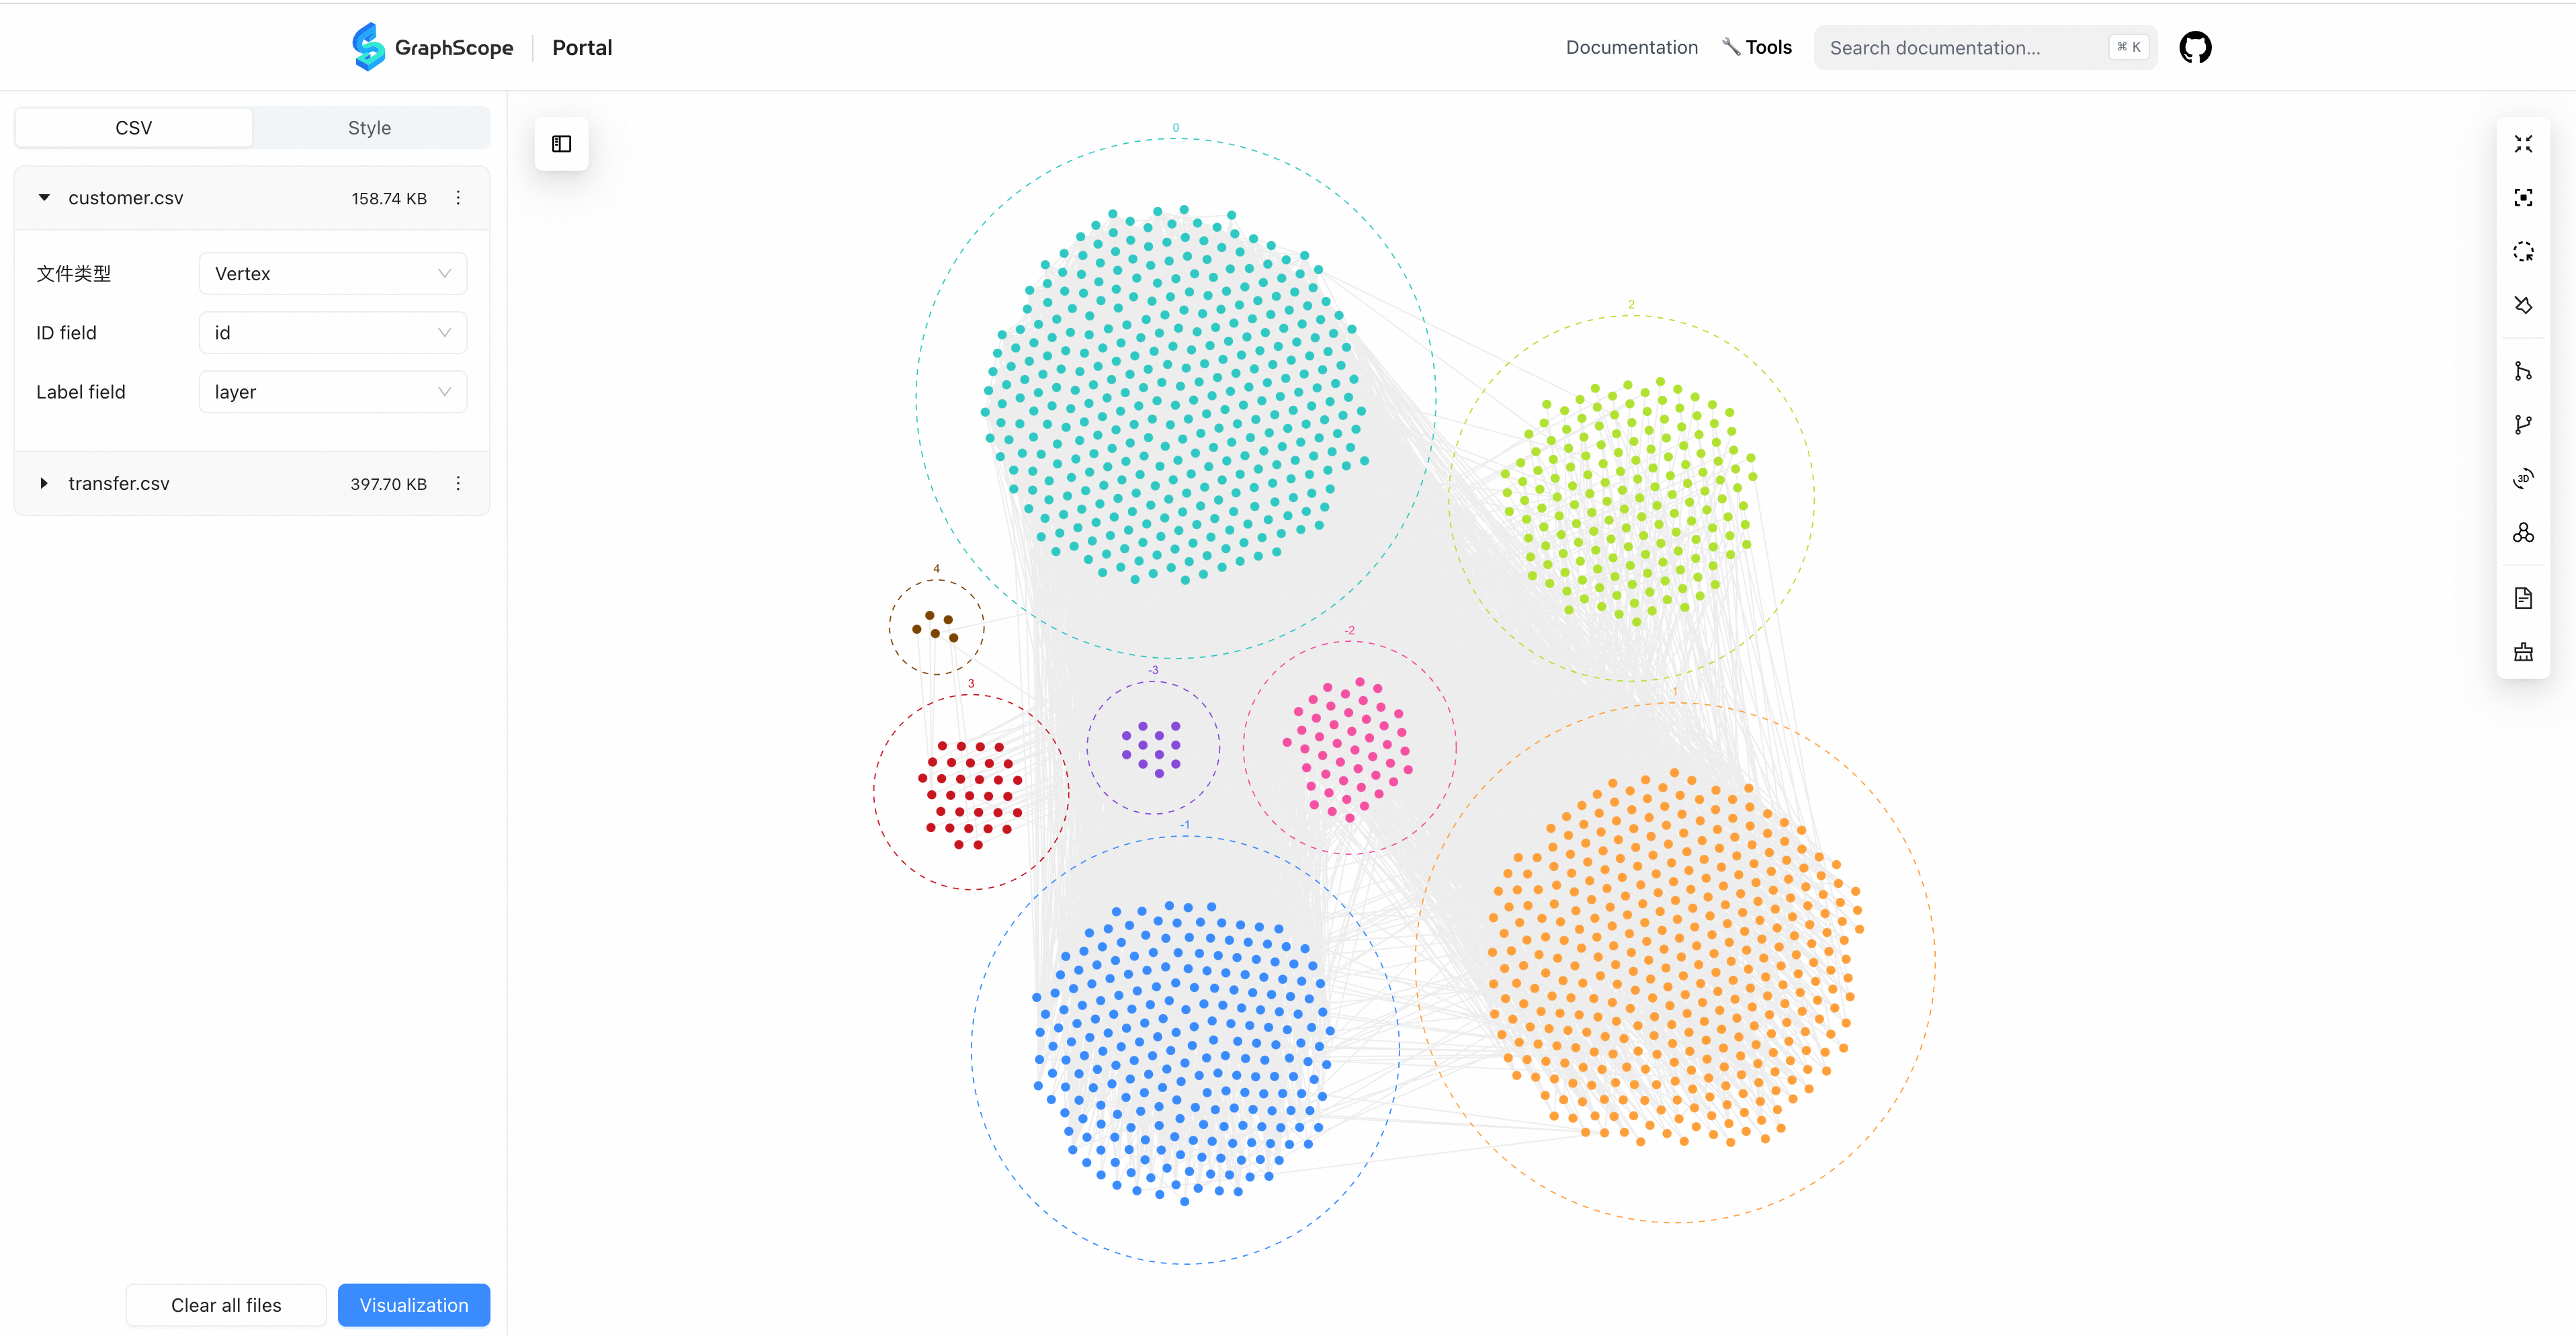 GraphScope | Portal
Documentation
Tools
Search documentation...
⌘ K
CSV
Style
customer.csv
158.74 KB
文件类型
Vertex
ID field
id
Label field
layer
transfer.csv
397.70 KB
Clear all files
Visualization
0
2
4
-2
-3
3
1
-1
3D